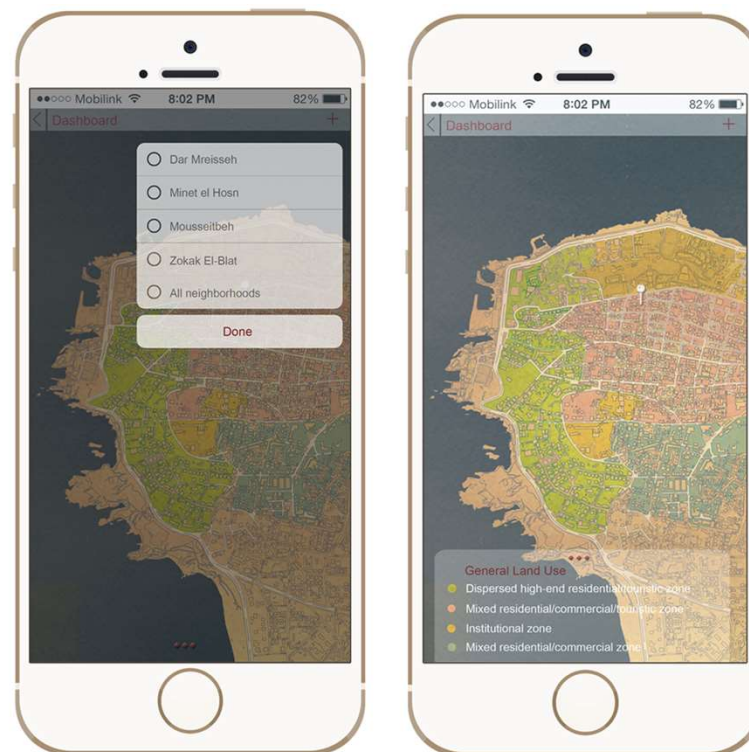 Mobilink 8:02 PM 82%
Dashboard +
Dar Mreisseh
Minet el Hosn
Mousseitbeh
Zokak El-Blat
All neighborhoods
Done
Mobilink 8:02 PM 82%
Dashboard +
General Land Use
Dispersed high-end residential/touristic zone
Mixed residential/commercial/touristic zone
Institutional zone
Mixed residential/commercial zone